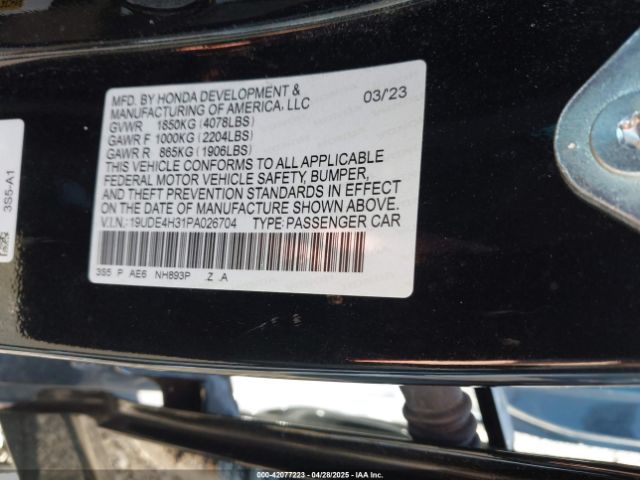 MFD. BY HONDA DEVELOPMENT &
MANUFACTURING OF AMERICA, LLC 03/23
GVWR 1850KG (4078LBS)
GAWR F 1000KG (2204LBS)
GAWR R 865KG (1906LBS)
THIS VEHICLE CONFORMS TO ALL APPLICABLE
FEDERAL MOTOR VEHICLE SAFETY, BUMPER,
AND THEFT PREVENTION STANDARDS IN EFFECT
ON THE DATE OF MANUFACTURE SHOWN ABOVE.
V.I.N.:19UDE4H31PA026704 TYPE:PASSENGER CAR
3S5 P AE6 NH893P .Z .A
3S5-A1
000-42077223 | 04/28/2025 - IAA Inc.